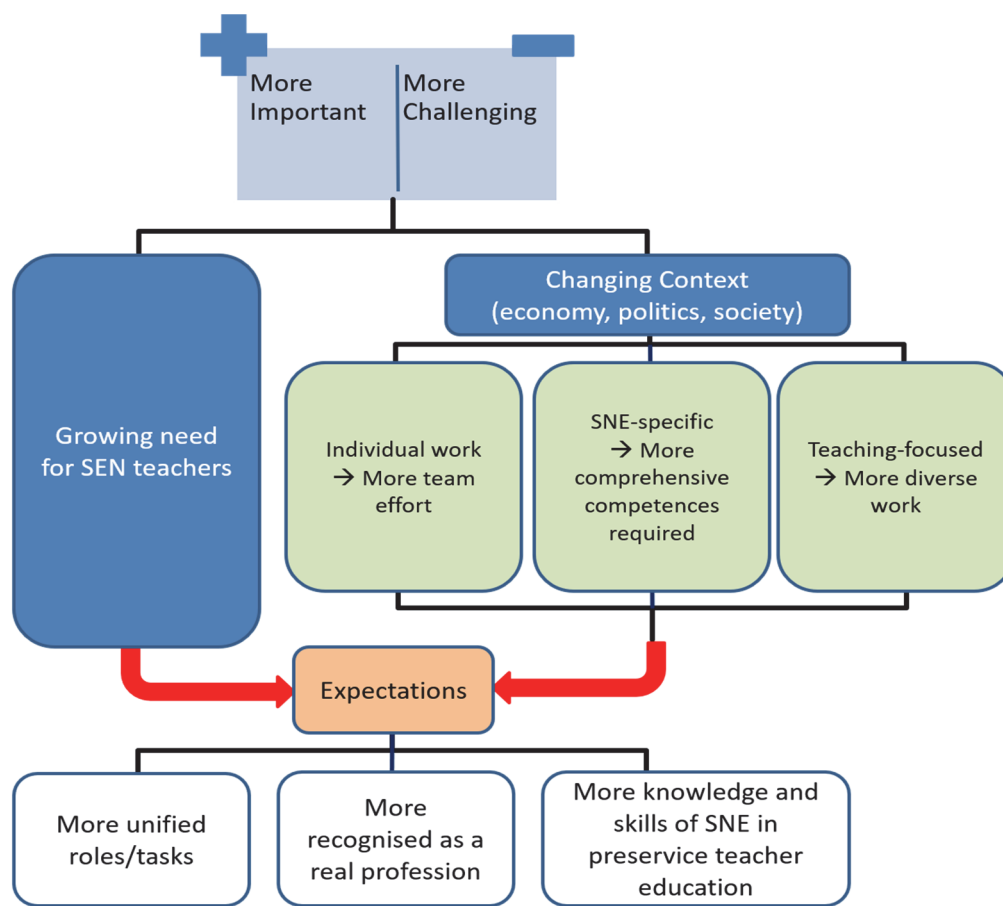 More
Important
More
Challenging
Changing Context
(economy, politics, society)
Growing need
for SEN teachers
Individual work
→ More team
effort
SNE-specific
→ More
comprehensive
competences
required
Teaching-focused
→ More diverse
work
Expectations
More unified
roles/tasks
More
recognised as a
real profession
More knowledge and
skills of SNE in
preservice teacher
education